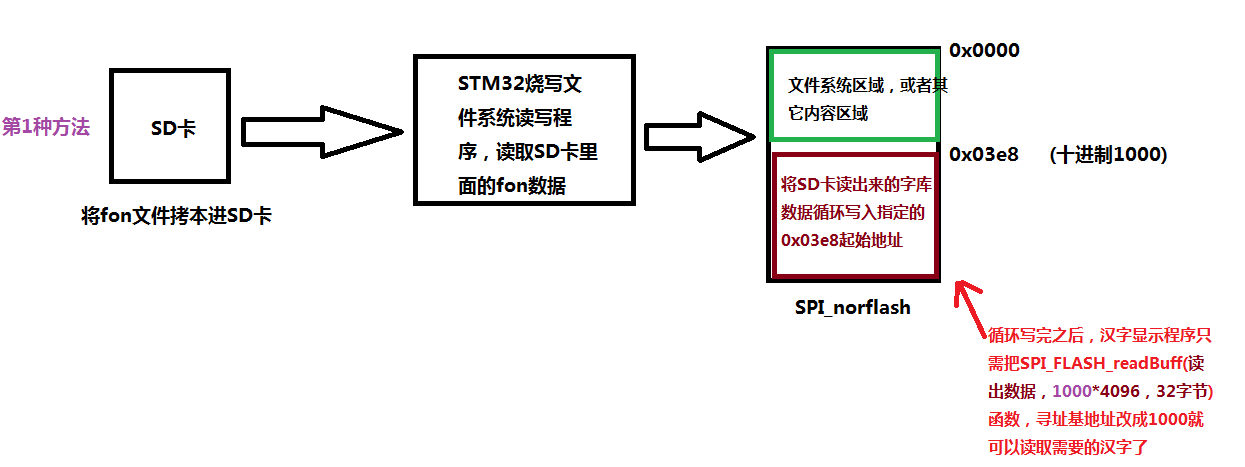 第1种方法
SD卡
将fon文件拷本进SD卡
STM32烧写文
件系统读写程
序，读取SD卡里
面的fon数据
0x0000
文件系统区域，或者其
它内容区域
0x03e8 (十进制1000)
将SD卡读出来的字库
数据循环写入指定的
0x03e8起始地址
SPI_norflash
循环写完之后，汉字显示程序只
需把SPI_FLASH_readBuff(读
出数据，1000*4096，32字节)
函数，寻址基地址改成1000就
可以读取需要的汉字了